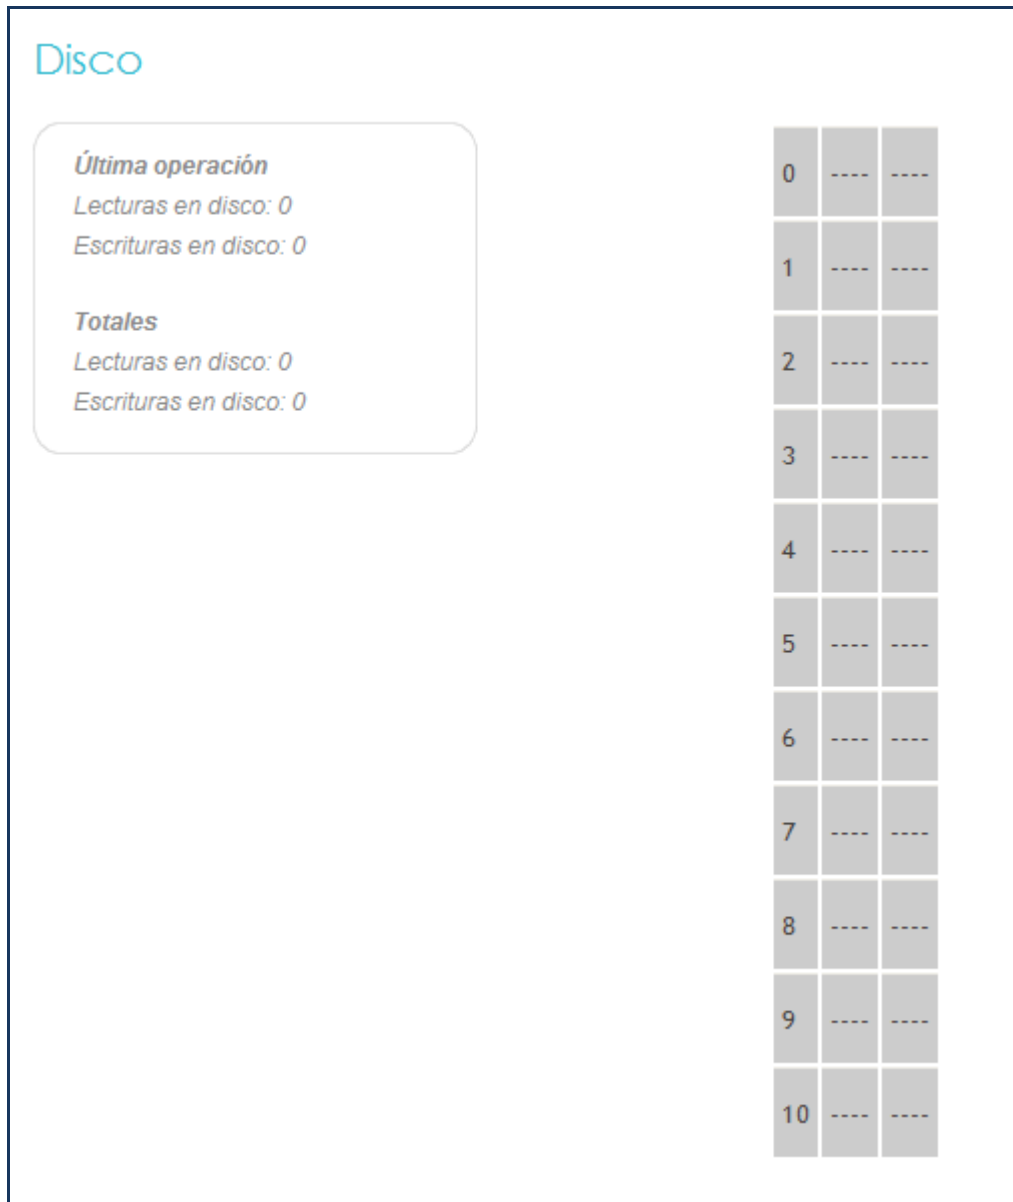 Disco
Última operación
Lecturas en disco: 0
Escrituras en disco: 0
Totales
Lecturas en disco: 0
Escrituras en disco: 0
0 ---- ----
1 ---- ----
2 ---- ----
3 ---- ----
4 ---- ----
5 ---- ----
6 ---- ----
7 ---- ----
8 ---- ----
9 ---- ----
10 ---- ----